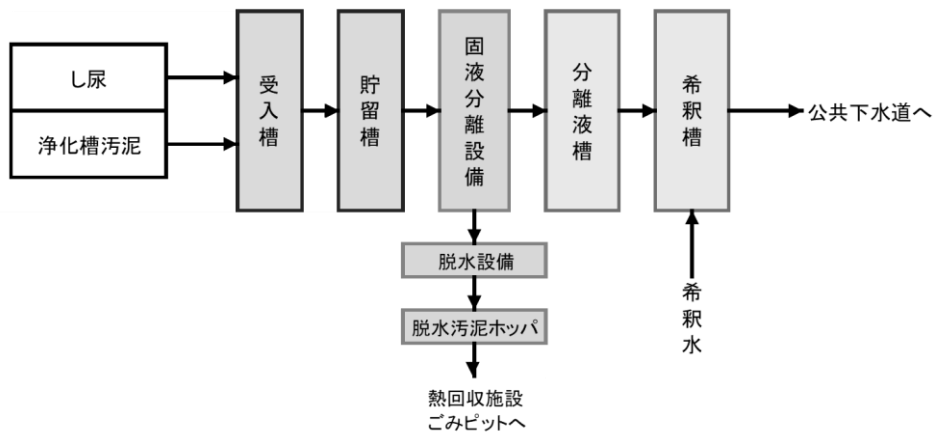 し尿
浄化槽汚泥
受入槽
貯留槽
固液分離設備
分離液槽
希釈槽
公共下水道へ
脱水設備
脱水汚泥ホッパ
希釈水
熱回収施設
ごみピットへ